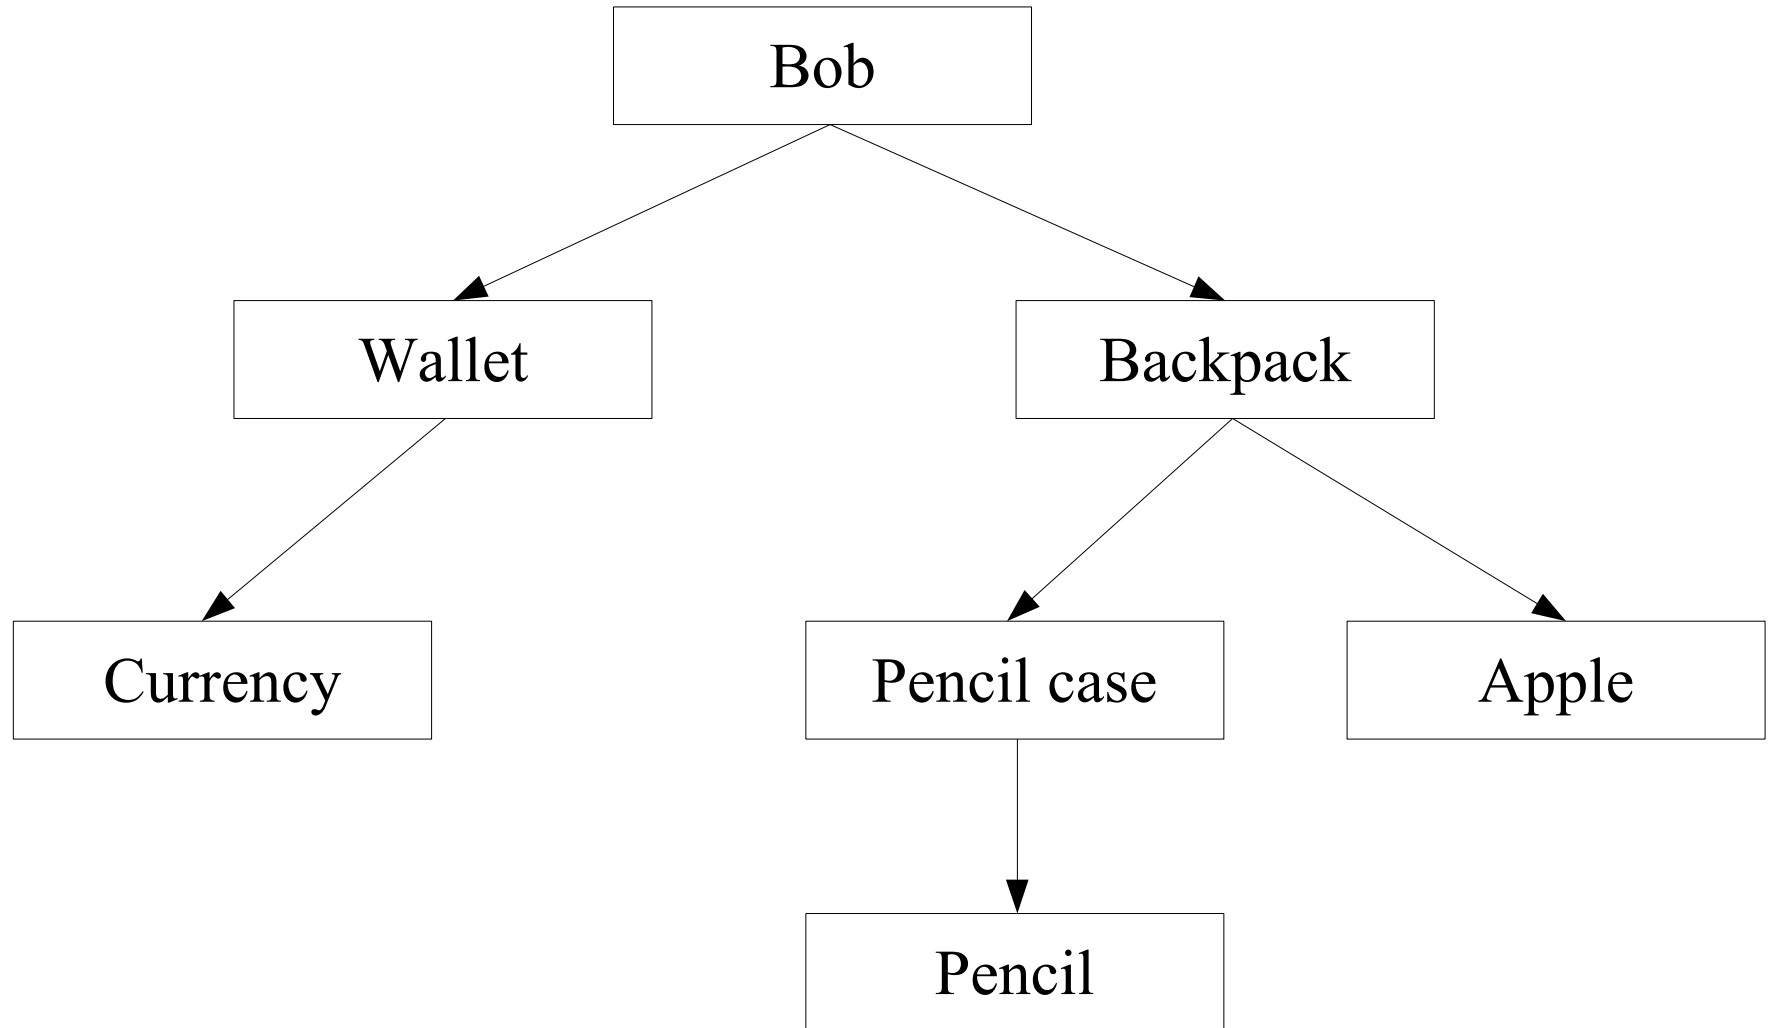 Bob
Wallet
Backpack
Currency
Pencil case
Apple
Pencil